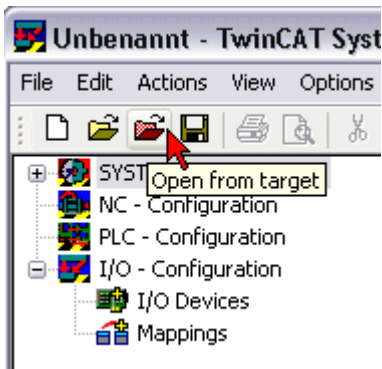 Unbenannt - TwinCAT Syst
File Edit Actions View Options
SYST
Open from target
NC - Configuration
PLC - Configuration
I/O - Configuration
I/O Devices
Mappings